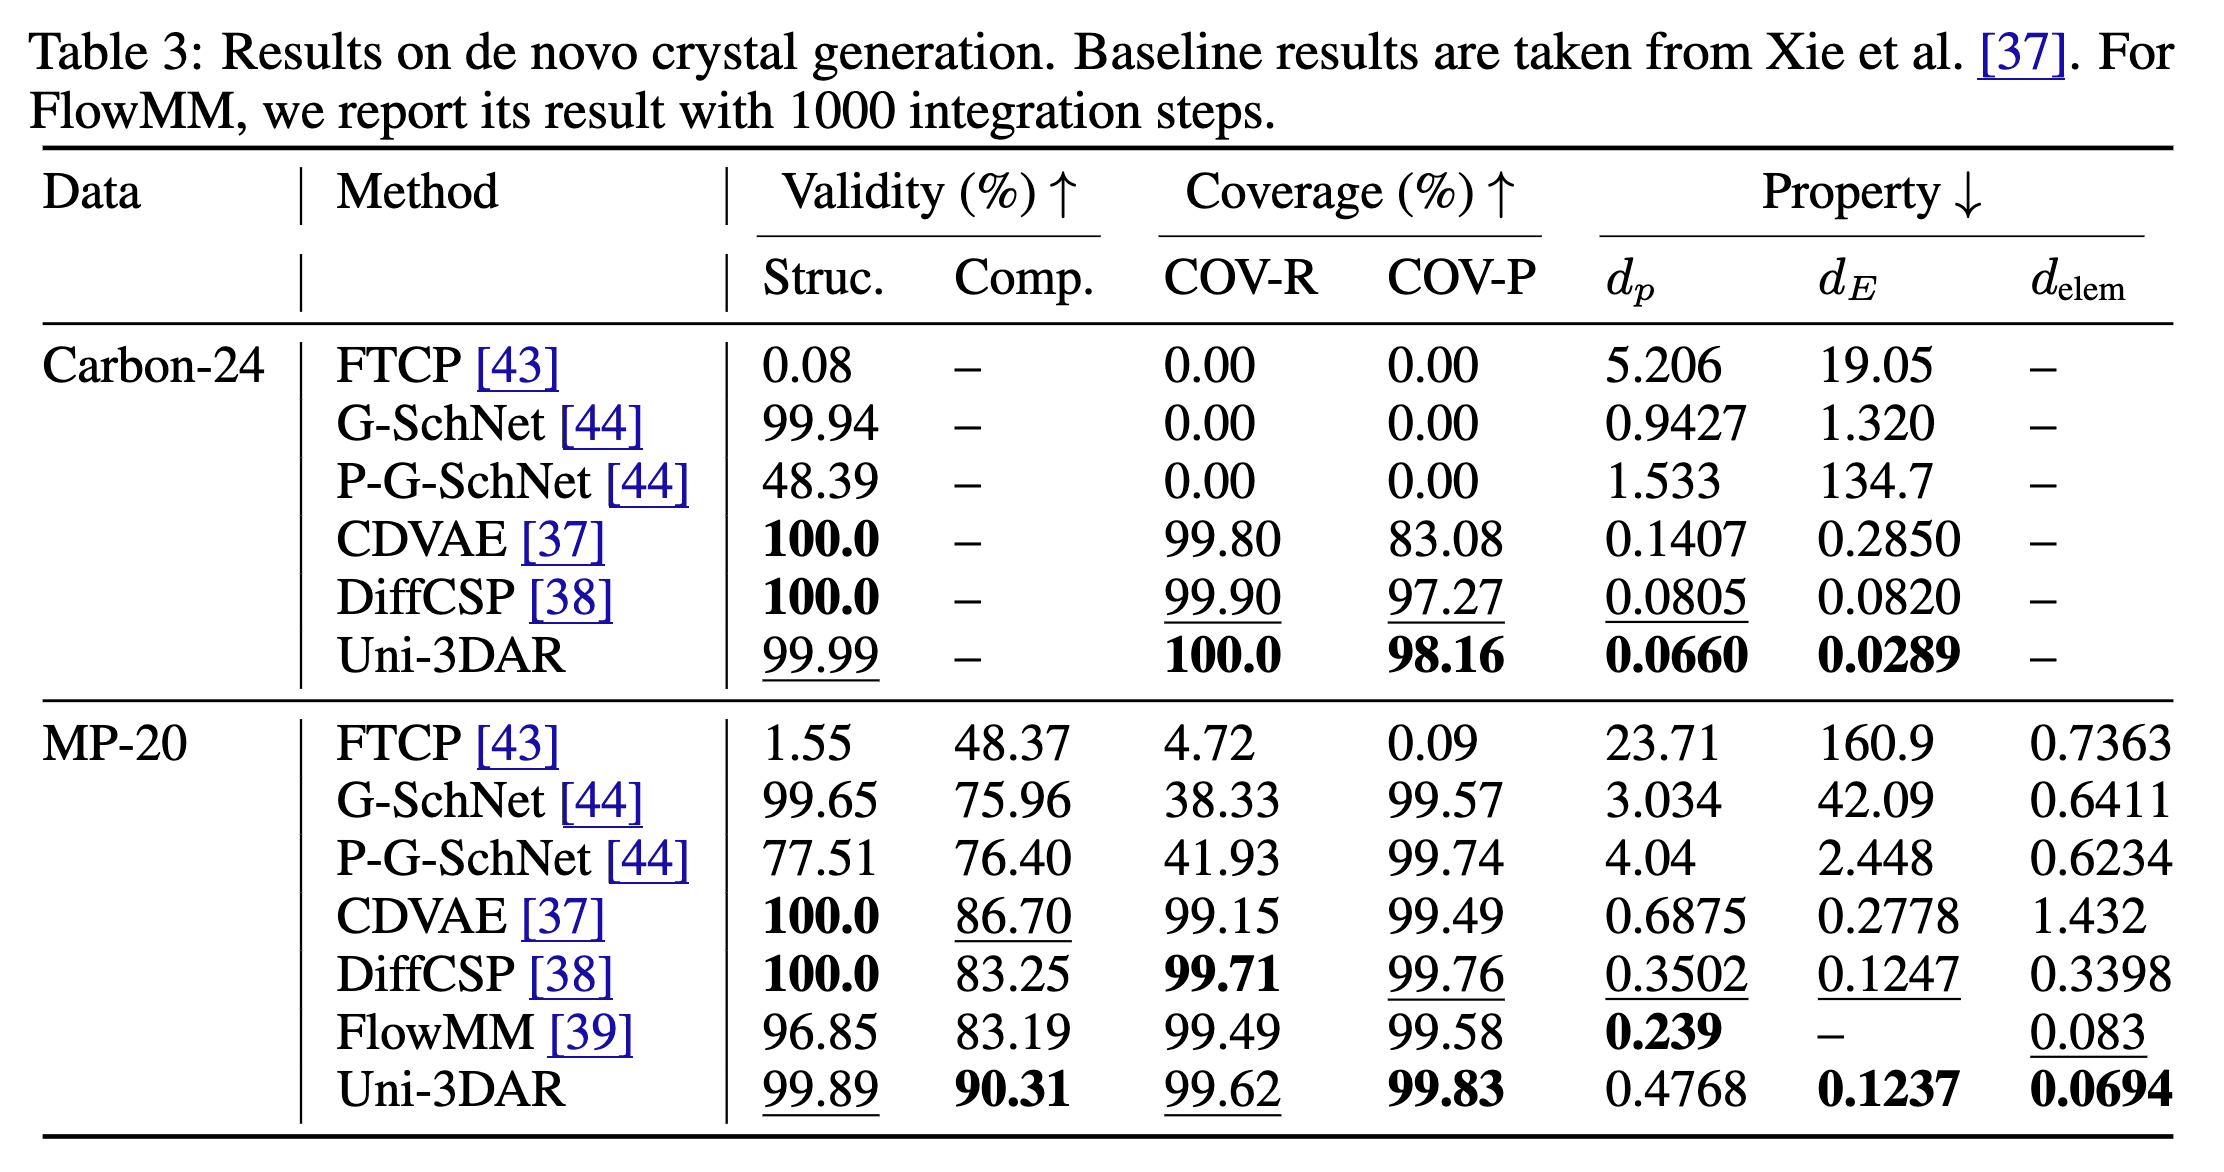 Table 3: Results on de novo crystal generation. Baseline results are taken from Xie et al. [37]. For
FlowMM, we report its result with 1000 integration steps.
Data Method Validity (%) ↑ Coverage (%) ↑ Property ↓
Struc. Comp. COV-R COV-P d_p d_E d_elem
Carbon-24 FTCP [43] 0.08 – 0.00 0.00 5.206 19.05 –
G-SchNet [44] 99.94 – 0.00 0.00 0.9427 1.320 –
P-G-SchNet [44] 48.39 – 0.00 0.00 1.533 134.7 –
CDVAE [37] 100.0 – 99.80 83.08 0.1407 0.2850 –
DiffCSP [38] 100.0 – 99.90 97.27 0.0805 0.0820 –
Uni-3DAR 99.99 – 100.0 98.16 0.0660 0.0289 –
MP-20 FTCP [43] 1.55 48.37 4.72 0.09 23.71 160.9 0.7363
G-SchNet [44] 99.65 75.96 38.33 99.57 3.034 42.09 0.6411
P-G-SchNet [44] 77.51 76.40 41.93 99.74 4.04 2.448 0.6234
CDVAE [37] 100.0 86.70 99.15 99.49 0.6875 0.2778 1.432
DiffCSP [38] 100.0 83.25 99.71 99.76 0.3502 0.1247 0.3398
FlowMM [39] 96.85 83.19 99.49 99.58 0.239 – 0.083
Uni-3DAR 99.89 90.31 99.62 99.83 0.4768 0.1237 0.0694